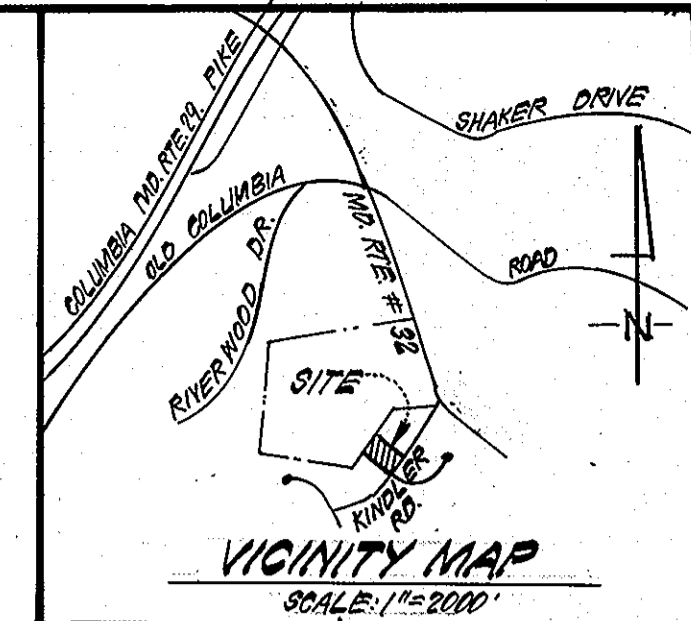 COLUMBIA MD. RTE. 29. PIKE
SHAKER DRIVE
OLD COLUMBIA
ROAD
MD. RTE # 32
RIVERWOOD DR.
SITE
-N-
KINDLER
RD.
VICINITY MAP
SCALE: 1"=2000'